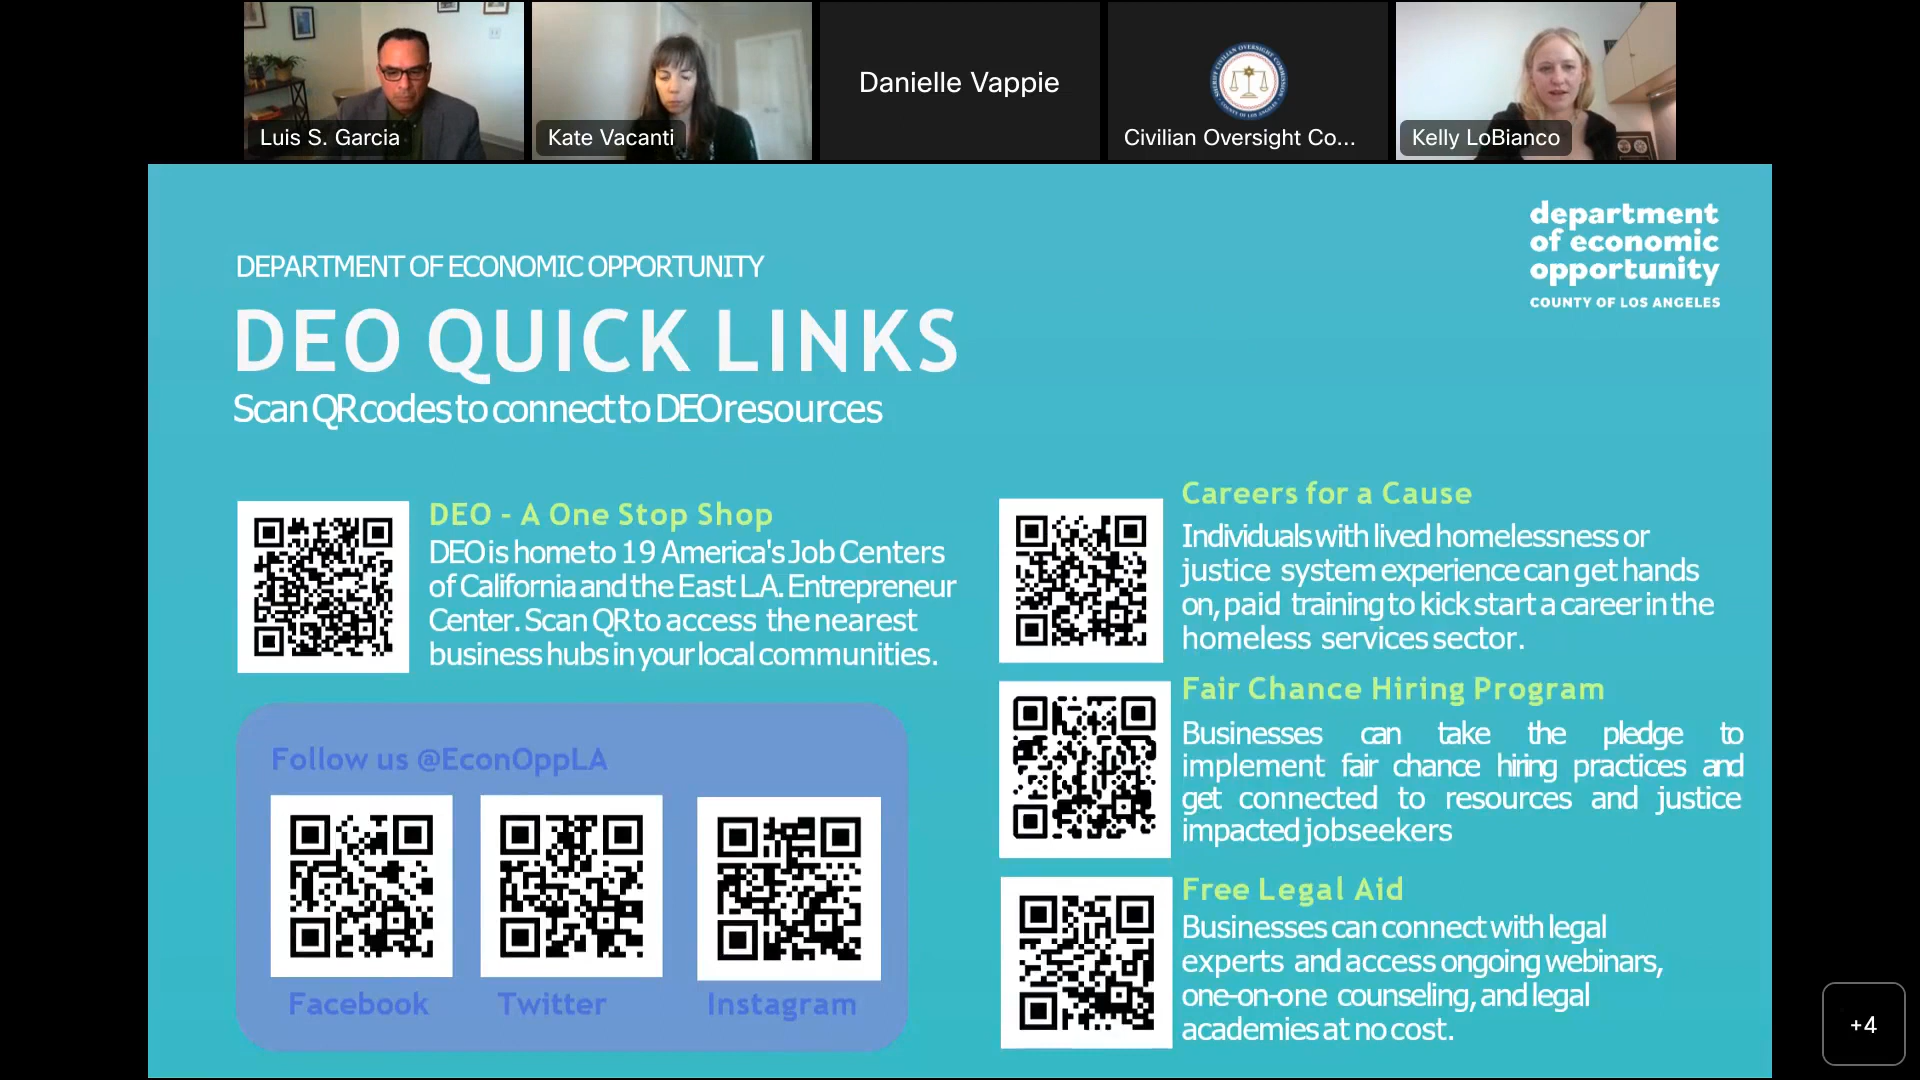 Luis S. Garcia
Kate Vacanti
Danielle Vappie
Civilian Oversight Co...
Kelly LoBianco
department
of economic
opportunity
COUNTY OF LOS ANGELES
DEPARTMENT OF ECONOMIC OPPORTUNITY
DEO QUICK LINKS
Scan QR codes to connect to DEO resources
DEO - A One Stop Shop
DEO is home to 19 America's Job Centers
of California and the East L.A. Entrepreneur
Center. Scan QR to access the nearest
business hubs in your local communities.
Follow us @EconOppLA
Facebook
Twitter
Instagram
Careers for a Cause
Individuals with lived homelessness or
justice system experience can get hands
on, paid training to kick start a career in the
homeless services sector.
Fair Chance Hiring Program
Businesses can take the pledge to
implement fair chance hiring practices and
get connected to resources and justice
impacted jobseekers
Free Legal Aid
Businesses can connect with legal
experts and access ongoing webinars,
one-on-one counseling, and legal
academies at no cost.
+4